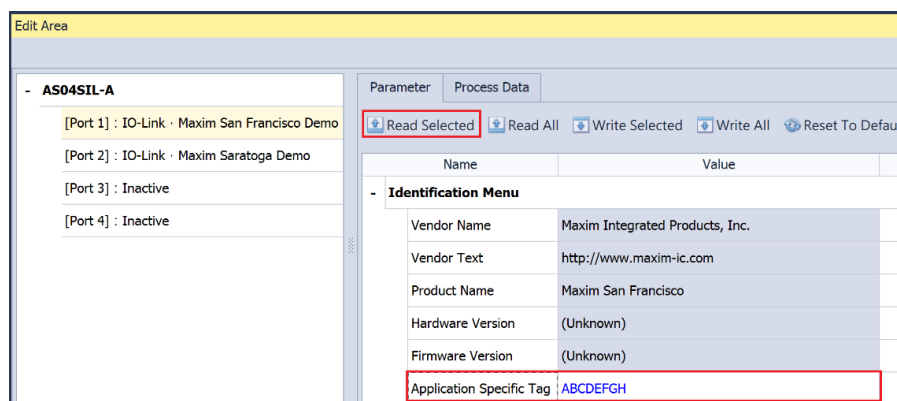 Edit Area
- AS04SIL-A
[Port 1] : IO-Link · Maxim San Francisco Demo
[Port 2] : IO-Link · Maxim Saratoga Demo
[Port 3] : Inactive
[Port 4] : Inactive
Parameter Process Data
Read Selected Read All Write Selected Write All Reset To Defau
Name Value
- Identification Menu
Vendor Name Maxim Integrated Products, Inc.
Vendor Text http://www.maxim-ic.com
Product Name Maxim San Francisco
Hardware Version (Unknown)
Firmware Version (Unknown)
Application Specific Tag ABCDEFGH